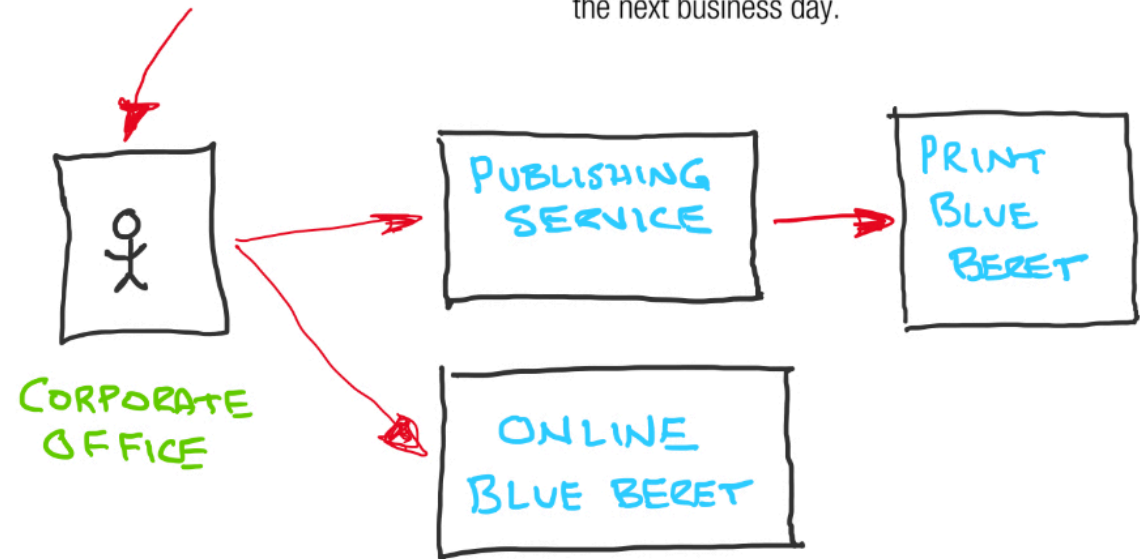 the next business day.
PUBLISHING
SERVICE
PRINT
BLUE
BERET
CORPORATE
OFFICE
ONLINE
BLUE BERET